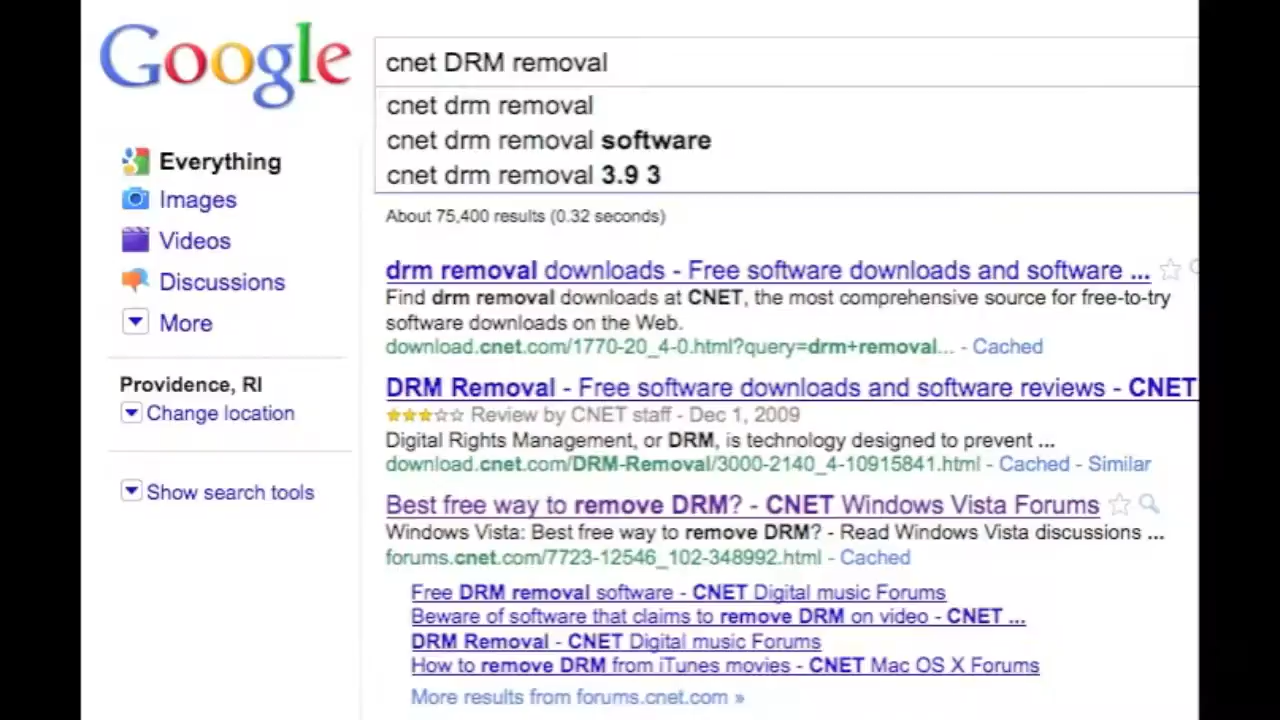 Google
cnet DRM removal
cnet drm removal
cnet drm removal software
cnet drm removal 3.9 3
Everything
Images
Videos
Discussions
More
Providence, RI
Change location
Show search tools
About 75,400 results (0.32 seconds)
drm removal downloads - Free software downloads and software ...
Find drm removal downloads at CNET, the most comprehensive source for free-to-try
software downloads on the Web.
download.cnet.com/1770-20_4-0.html?query=drm+removal... - Cached
DRM Removal - Free software downloads and software reviews - CNET
Review by CNET staff - Dec 1, 2009
Digital Rights Management, or DRM, is technology designed to prevent ...
download.cnet.com/DRM-Removal/3000-2140_4-10915841.html - Cached - Similar
Best free way to remove DRM? - CNET Windows Vista Forums
Windows Vista: Best free way to remove DRM? - Read Windows Vista discussions ...
forums.cnet.com/7723-12546_102-348992.html - Cached
Free DRM removal software - CNET Digital music Forums
Beware of software that claims to remove DRM on video - CNET ...
DRM Removal - CNET Digital music Forums
How to remove DRM from iTunes movies - CNET Mac OS X Forums
More results from forums.cnet.com »